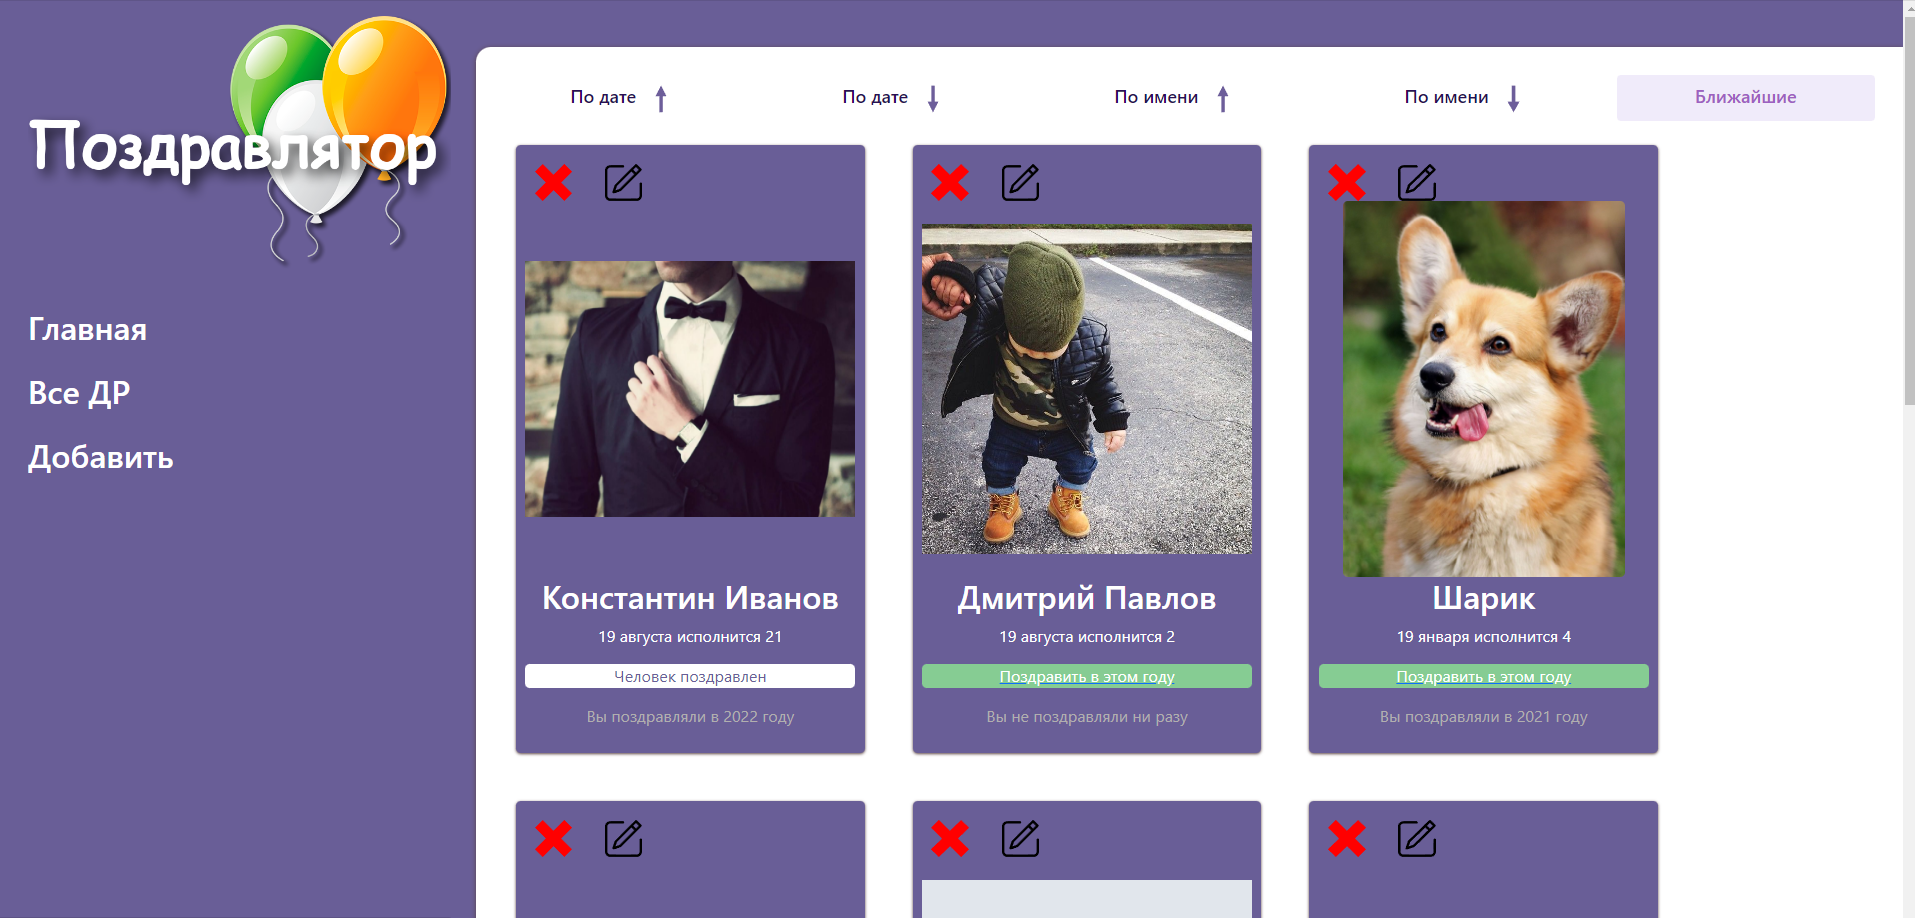 Поздравлятор
Главная
Все ДР
Добавить
По дате
По дате
По имени
По имени
Ближайшие
Константин Иванов
19 августа исполнится 21
Человек поздравлен
Вы поздравляли в 2022 году
Дмитрий Павлов
19 августа исполнится 2
Поздравить в этом году
Вы не поздравляли ни разу
Шарик
19 января исполнится 4
Поздравить в этом году
Вы поздравляли в 2021 году